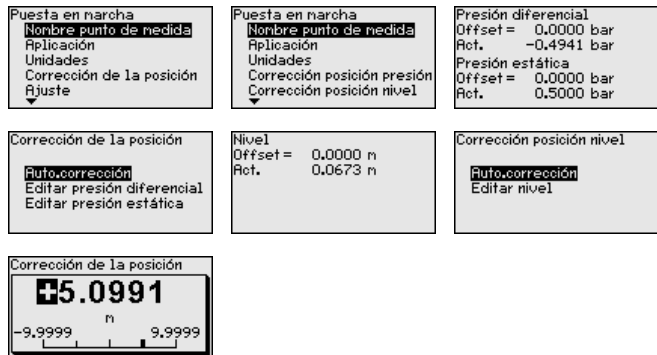 Puesta en marcha
Nombre punto de medida
Aplicación
Unidades
Corrección de la posición
Ajuste
Puesta en marcha
Nombre punto de medida
Aplicación
Unidades
Corrección posición presión
Corrección posición nivel
Presión diferencial
Offset = 0.0000 bar
Act. -0.4941 bar
Presión estática
Offset = 0.0000 bar
Act. 0.5000 bar
Corrección de la posición
Auto.corrección
Editar presión diferencial
Editar presión estática
Nivel
Offset = 0.0000 m
Act. 0.0673 m
Corrección posición nivel
Auto.corrección
Editar nivel
Corrección de la posición
+5.0991
m
-9.9999 9.9999